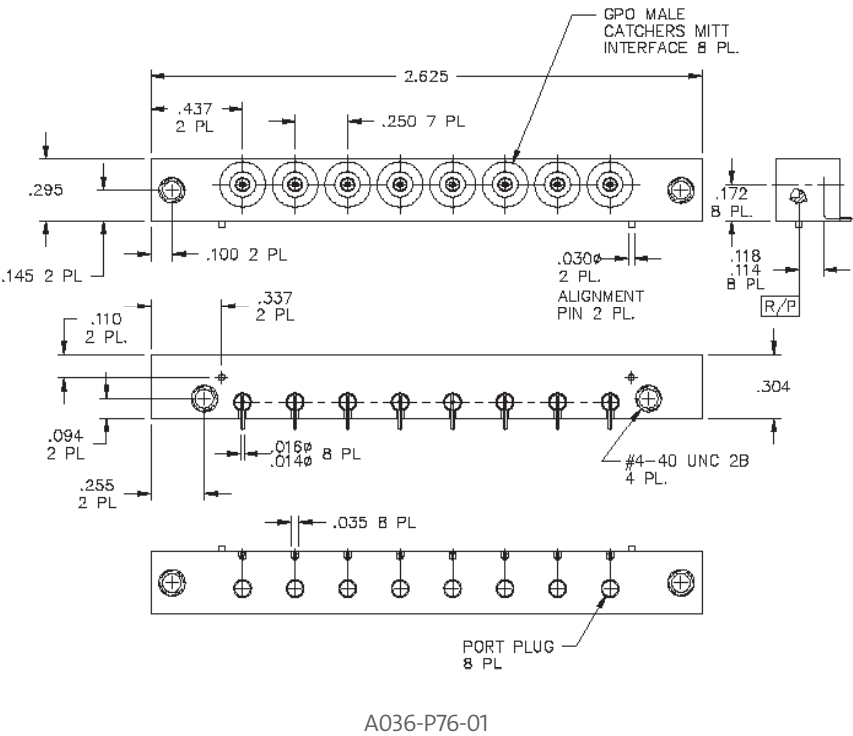 GPO MALE
CATCHERS MITT
INTERFACE 8 PL.
2.625
.437
2 PL
.250 7 PL
.295
.172
8 PL.
.100 2 PL
.145 2 PL
.030ø
2 PL.
ALIGNMENT
PIN 2 PL.
.118
.114
8 PL
R/P
.337
2 PL
.110
2 PL.
.304
.094
2 PL
.016ø
.014ø 8 PL
#4-40 UNC 2B
4 PL.
.255
2 PL
.035 8 PL
PORT PLUG
8 PL
A036-P76-01